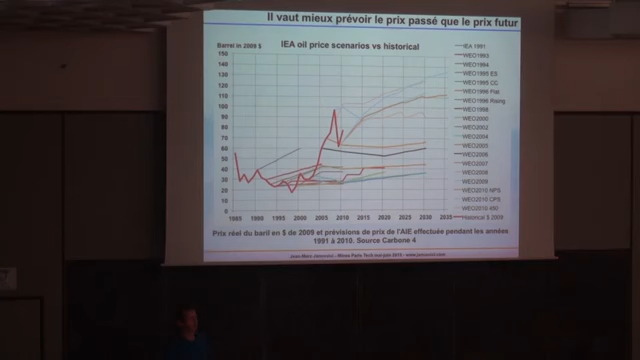 Il vaut mieux prévoir le prix passé que le prix futur
Barrel in 2009 $
IEA oil price scenarios vs historical
150
140
130
120
110
100
90
80
70
60
50
40
30
20
10
0
1985
1990
1995
2000
2005
2010
2015
2020
2025
2030
2035
IEA 1991
WEO1993
WEO1994
WEO1995 ES
WEO1995 CC
WEO1996 Flat
WEO1996 Rising
WEO1998
WEO2000
WEO2002
WEO2004
WEO2005
WEO2006
WEO2007
WEO2008
WEO2009
WEO2010 NPS
WEO2010 CPS
WEO2010 450
Historical $ 2009
Prix réel du baril en $ de 2009 et prévisions de prix de l'AIE effectuée pendant les années
1991 à 2010. Source Carbone 4